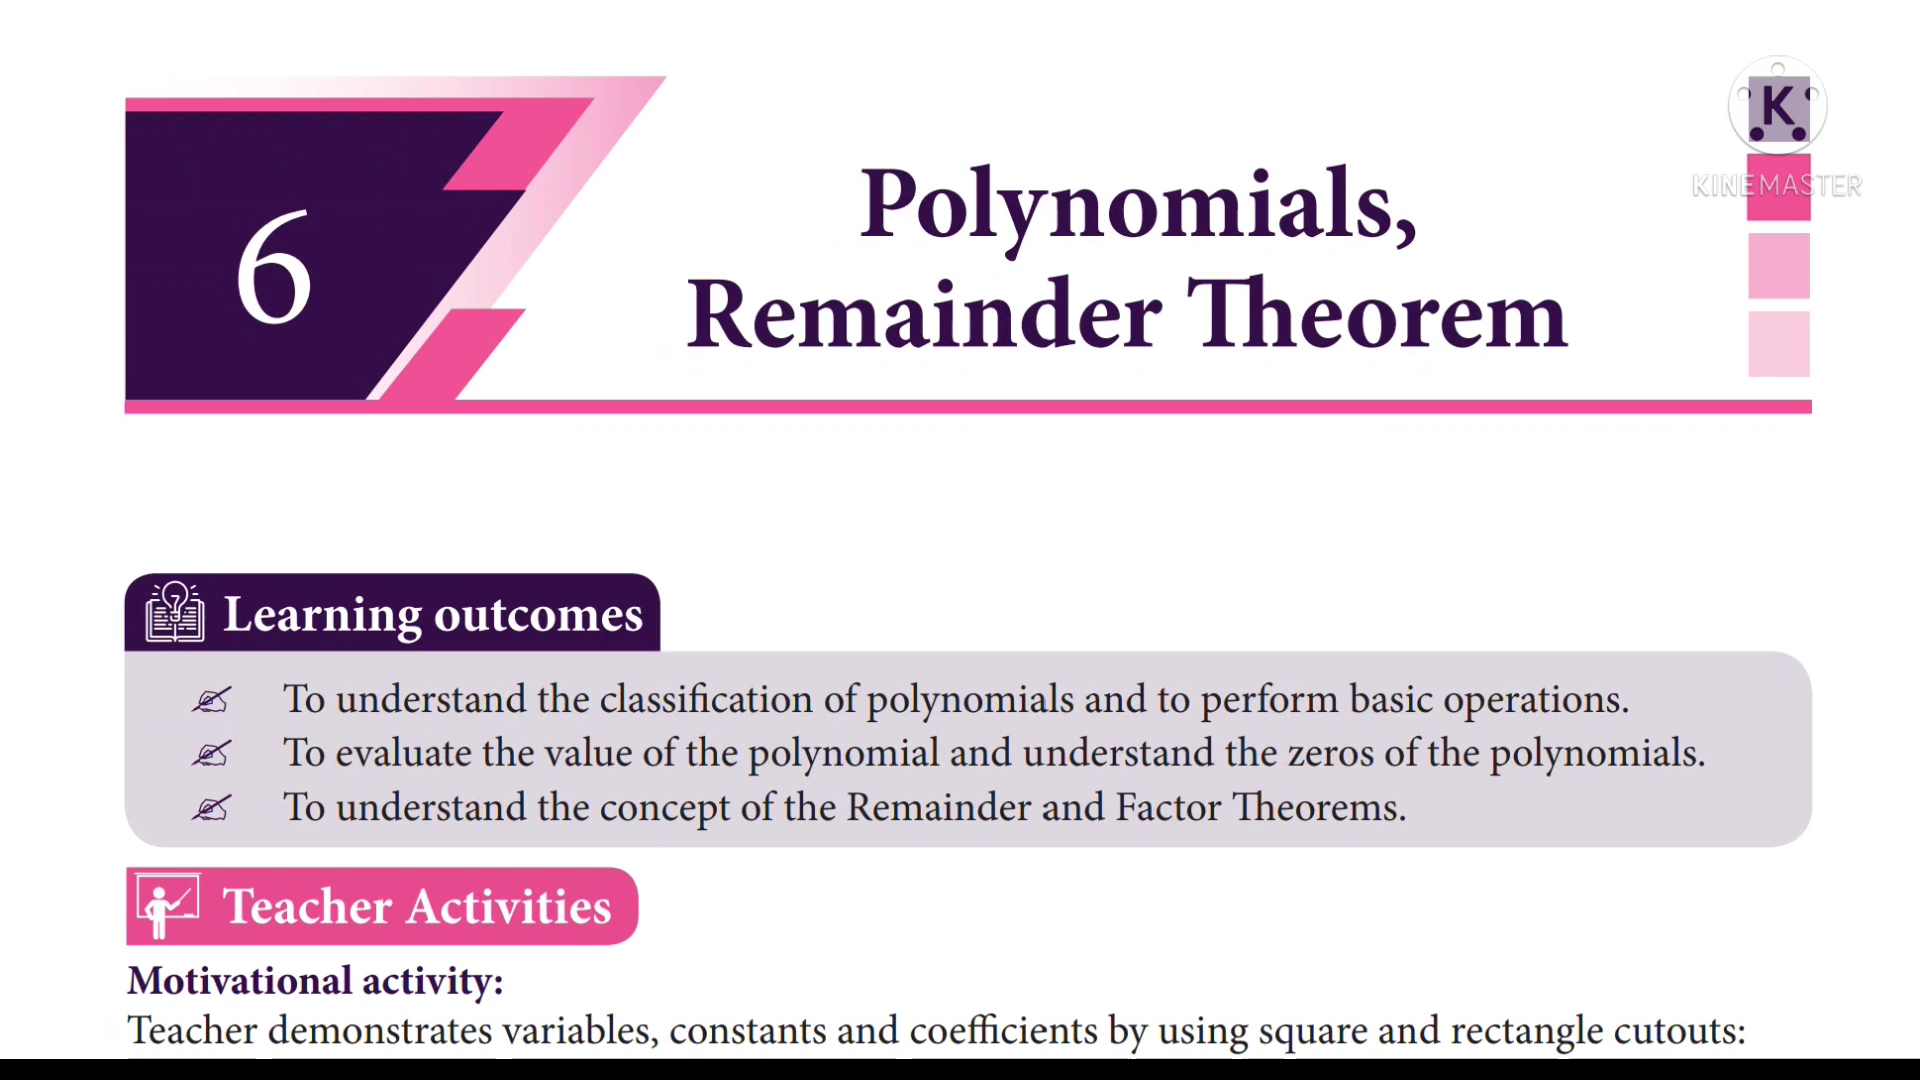 6
Polynomials,
Remainder Theorem
K
KINEMASTER
Learning outcomes
To understand the classification of polynomials and to perform basic operations.
To evaluate the value of the polynomial and understand the zeros of the polynomials.
To understand the concept of the Remainder and Factor Theorems.
Teacher Activities
Motivational activity:
Teacher demonstrates variables, constants and coefficients by using square and rectangle cutouts: